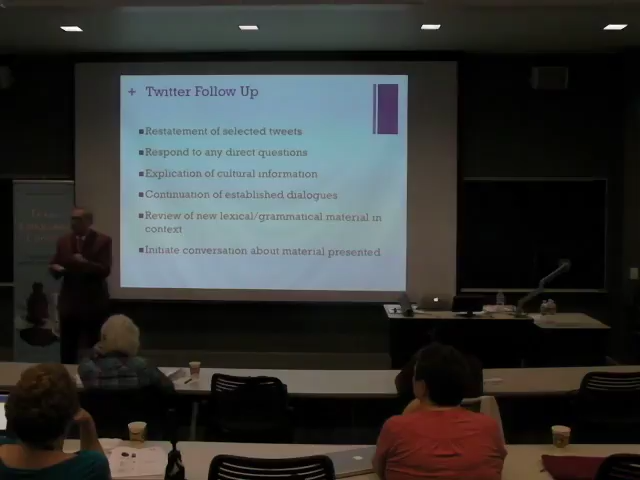 + Twitter Follow Up
■Restatement of selected tweets
■Respond to any direct questions
■Explication of cultural information
■Continuation of established dialogues
■Review of new lexical/grammatical material in
context
■Initiate conversation about material presented